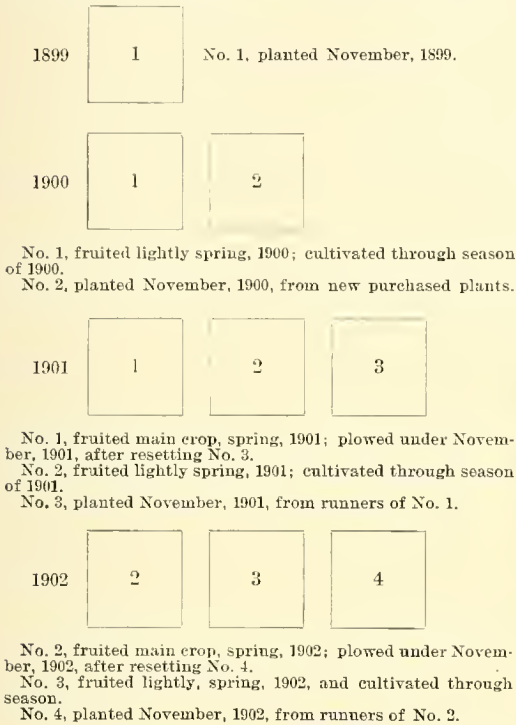 1899 1 No. 1, planted November, 1899.
1900 1 2
No. 1, fruited lightly spring, 1900; cultivated through season
of 1900.
No. 2, planted November, 1900, from new purchased plants.
1901 1 2 3
No. 1, fruited main crop, spring, 1901; plowed under Novem-
ber, 1901, after resetting No. 3.
No. 2, fruited lightly spring, 1901; cultivated through season
of 1901.
No. 3, planted November, 1901, from runners of No. 1.
1902 2 3 4
No. 2, fruited main crop, spring, 1902; plowed under Novem-
ber, 1902, after resetting No. 4.
No. 3, fruited lightly, spring, 1902, and cultivated through
season.
No. 4, planted November, 1902, from runners of No. 2.